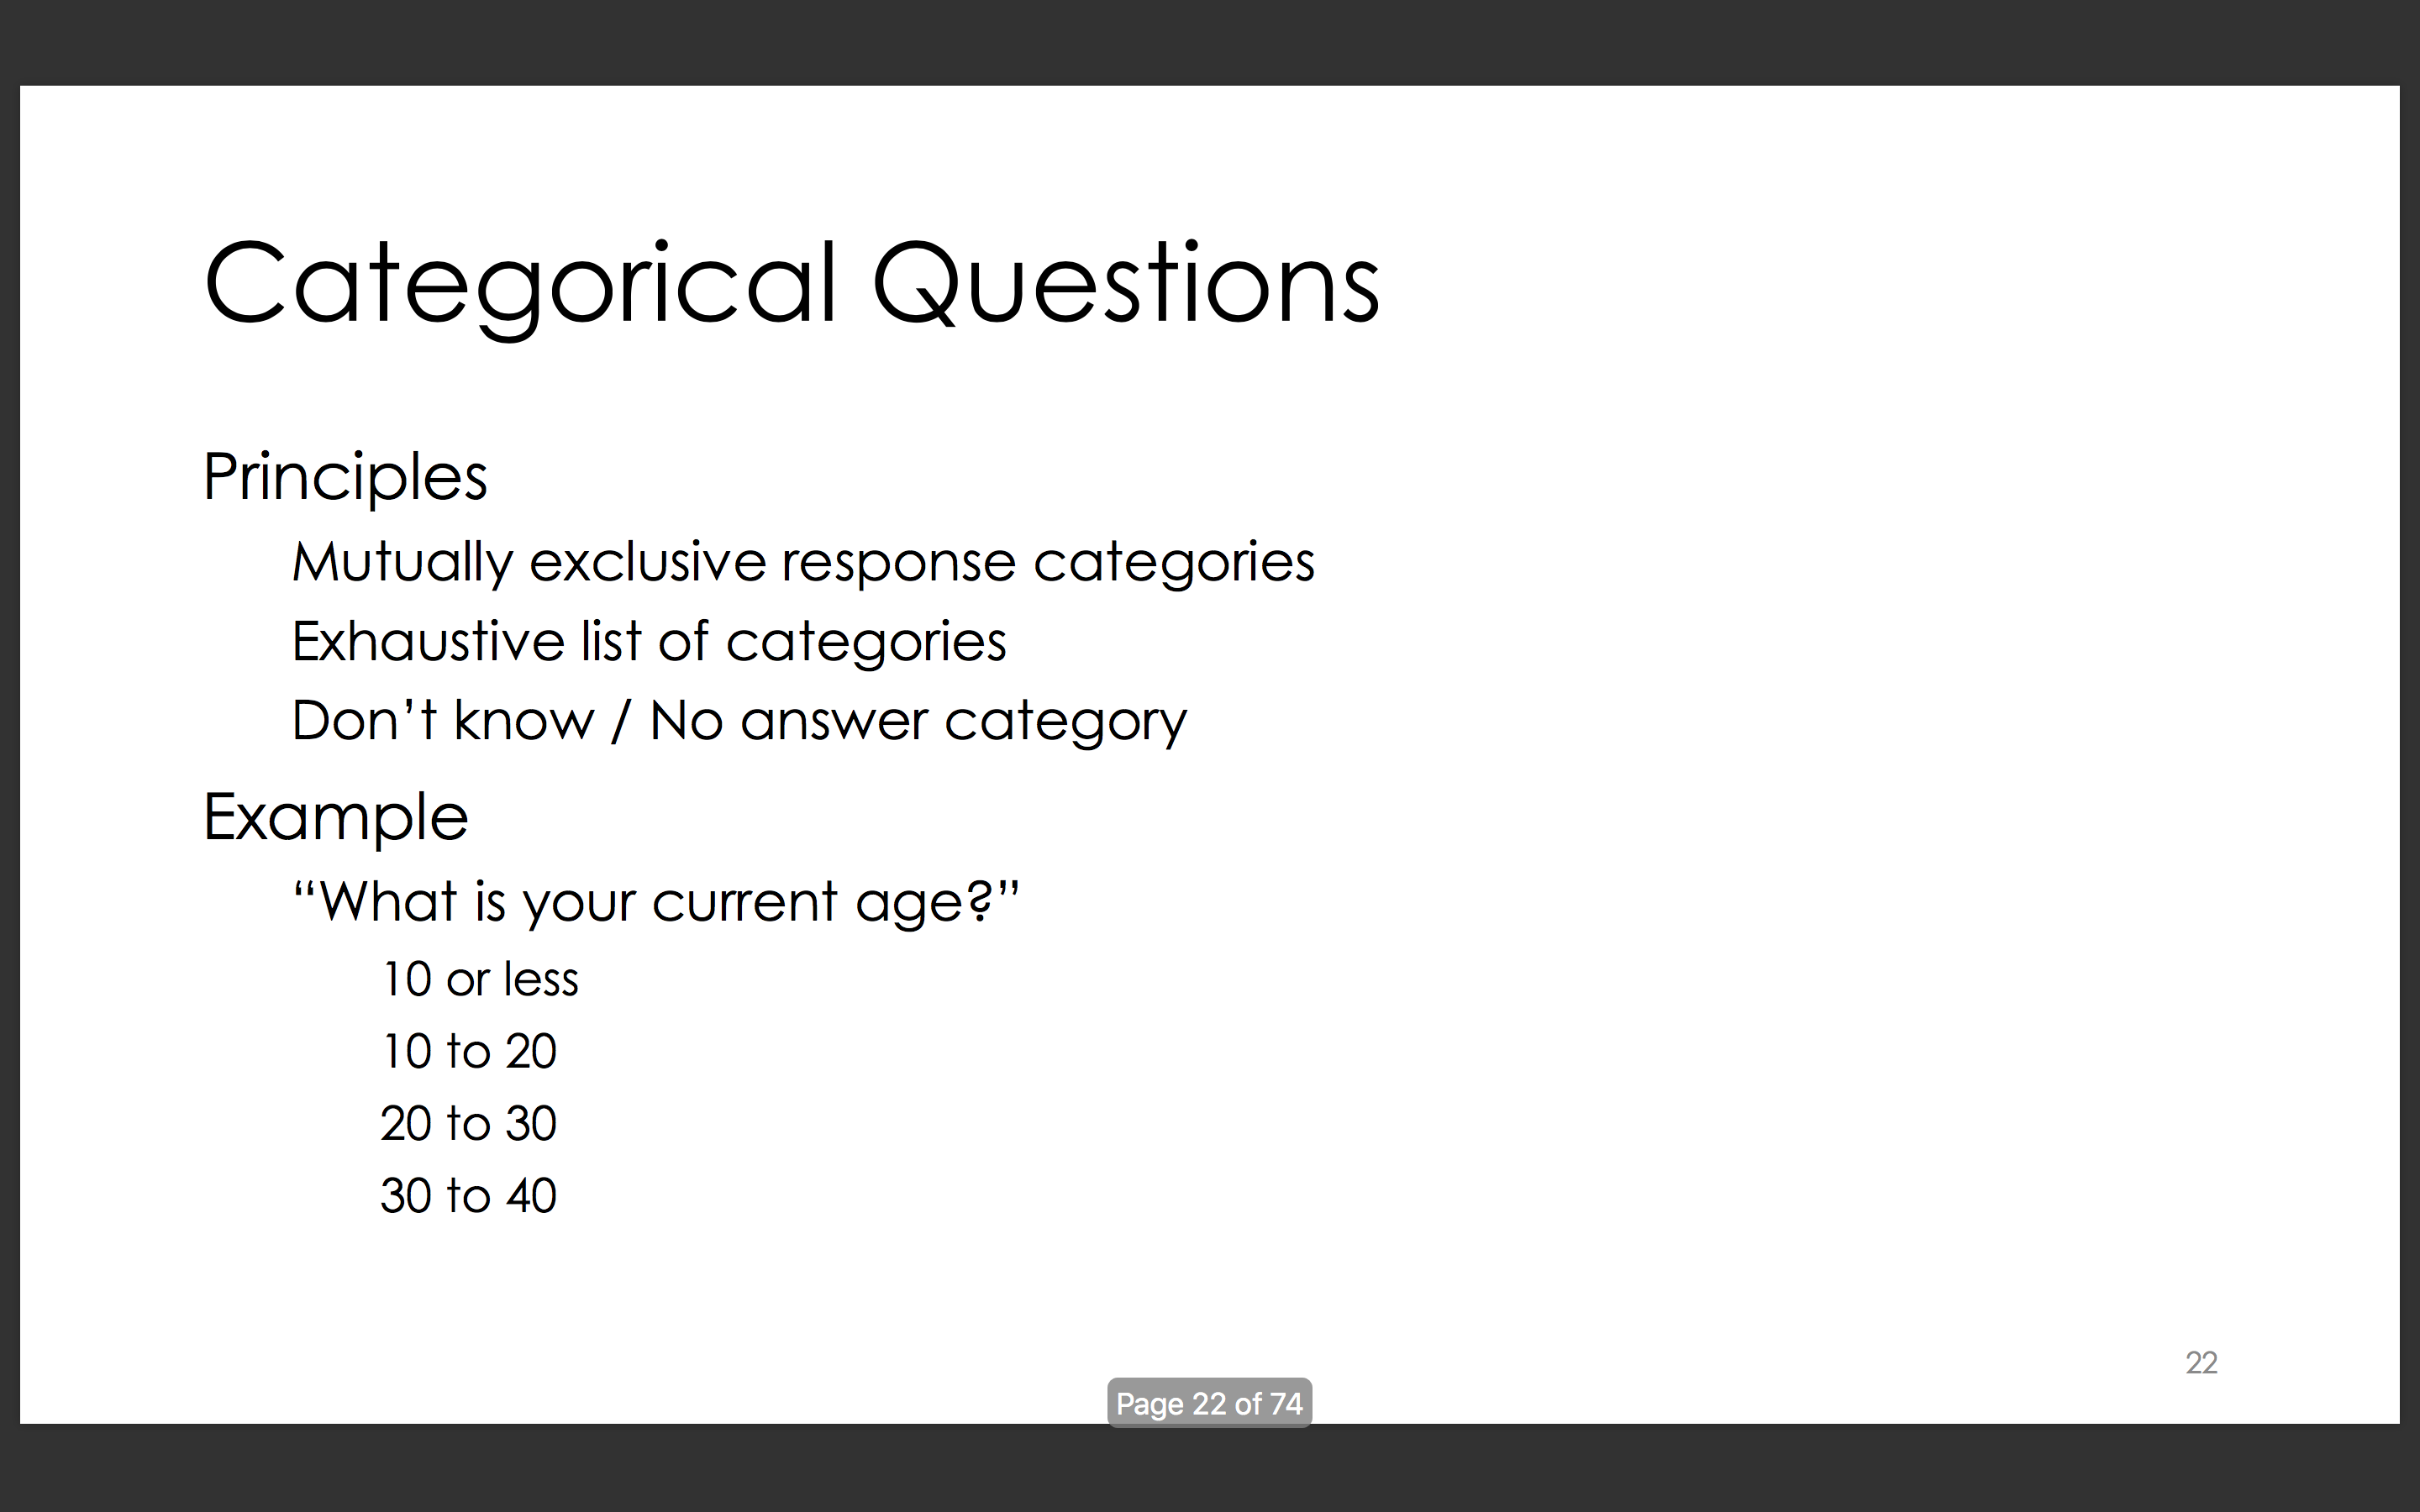 Categorical Questions
Principles
Mutually exclusive response categories
Exhaustive list of categories
Don’t know / No answer category
Example
“What is your current age?”
10 or less
10 to 20
20 to 30
30 to 40
22
Page 22 of 74